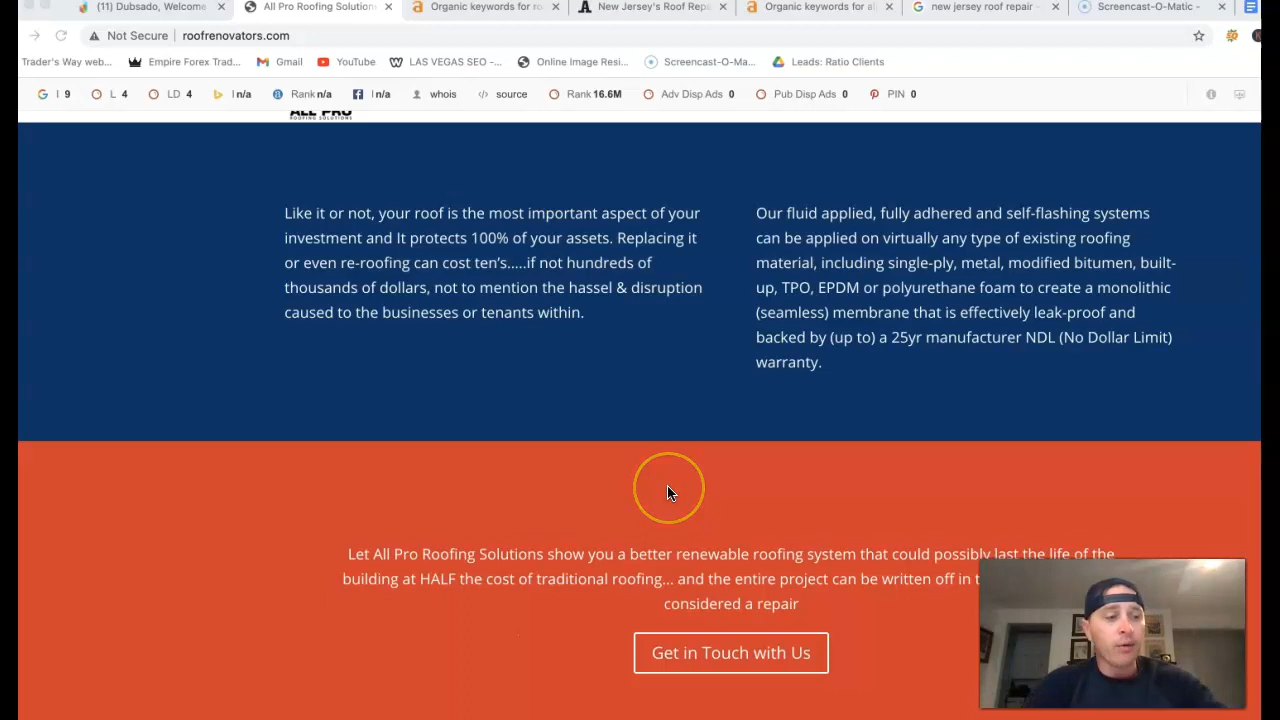 (11) Dubsado, Welcome
All Pro Roofing Solution
Organic keywords for ro
New Jersey's Roof Repa
Organic keywords for all
new jersey roof repair -
Screencast-O-Matic -
Not Secure
roofrenovators.com
Trader's Way web...
Empire Forex Trad...
Gmail
YouTube
LAS VEGAS SEO -...
Online Image Resi...
Screencast-O-Ma...
Leads: Ratio Clients
I 9
L 4
LD 4
I n/a
Rank n/a
I n/a
whois
source
Rank 16.6M
Adv Disp Ads 0
Pub Disp Ads 0
PIN 0
ALL PRO
ROOFING SOLUTIONS
Like it or not, your roof is the most important aspect of your
investment and It protects 100% of your assets. Replacing it
or even re-roofing can cost ten's.....if not hundreds of
thousands of dollars, not to mention the hassel & disruption
caused to the businesses or tenants within.
Our fluid applied, fully adhered and self-flashing systems
can be applied on virtually any type of existing roofing
material, including single-ply, metal, modified bitumen, built-
up, TPO, EPDM or polyurethane foam to create a monolithic
(seamless) membrane that is effectively leak-proof and
backed by (up to) a 25yr manufacturer NDL (No Dollar Limit)
warranty.
Let All Pro Roofing Solutions show you a better renewable roofing system that could possibly last the life of the
building at HALF the cost of traditional roofing... and the entire project can be written off in
considered a repair
Get in Touch with Us